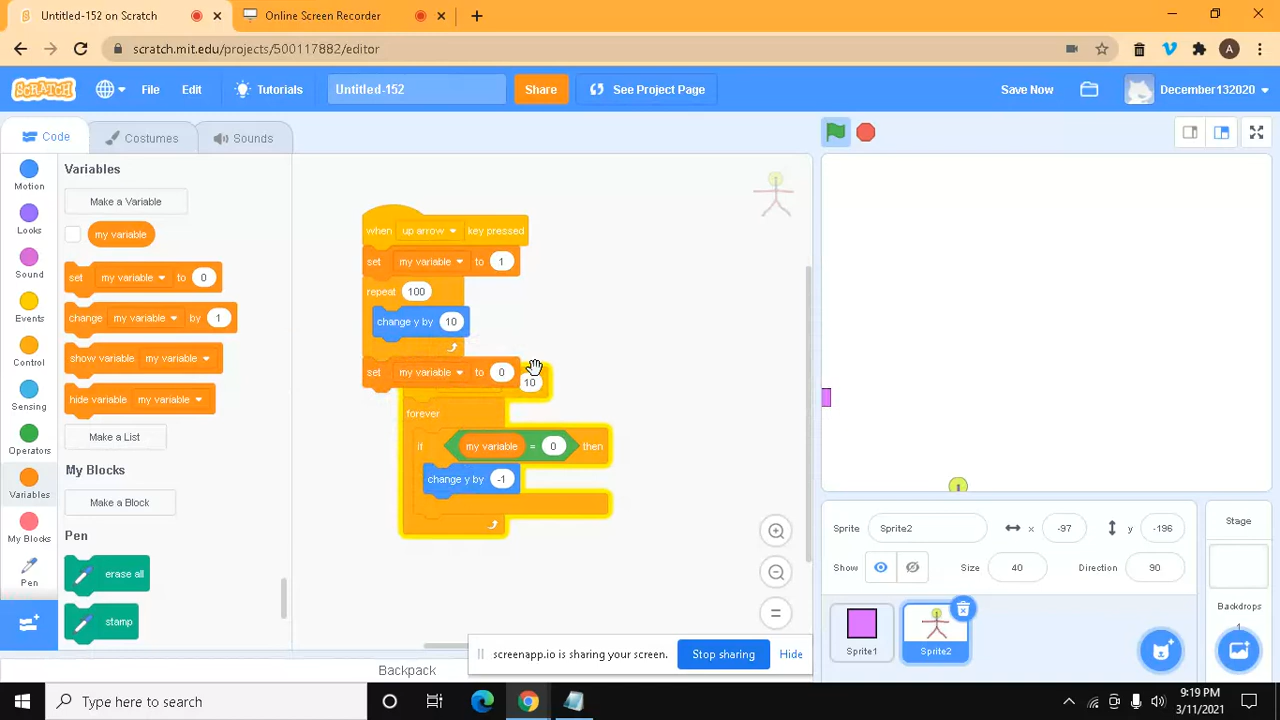 Untitled-152 on Scratch
Online Screen Recorder
scratch.mit.edu/projects/500117882/editor
A
SCRATCH
File
Edit
Tutorials
Untitled-152
Share
See Project Page
Save Now
December132020
Code
Costumes
Sounds
Motion
Looks
Sound
Events
Control
Sensing
Operators
Variables
My Blocks
Pen
Variables
Make a Variable
my variable
set my variable to 0
change my variable by 1
show variable my variable
hide variable my variable
Make a List
My Blocks
Make a Block
Pen
erase all
stamp
when up arrow key pressed
set my variable to 1
repeat 100
change y by 10
set my variable to 0
10
forever
if my variable = 0 then
change y by -1
Backpack
Sprite Sprite2 x -97 y -196
Show Size 40 Direction 90
Sprite1
Sprite2
Stage
Backdrops
1
screenapp.io is sharing your screen.
Stop sharing
Hide
Type here to search
9:19 PM
3/11/2021